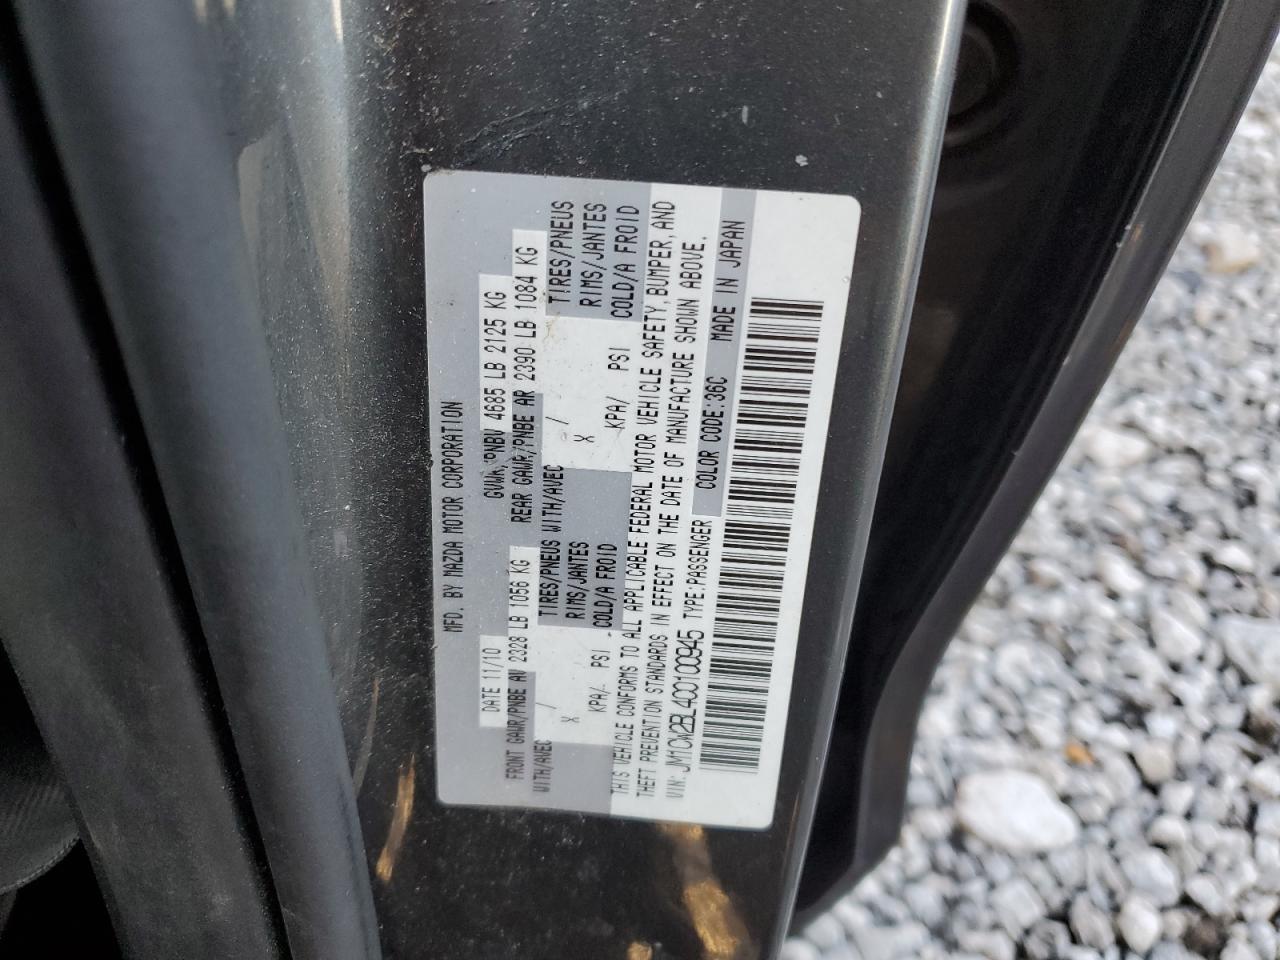 MFD. BY MAZDA MOTOR CORPORATION
DATE 11/10 GVWR/PNBV 4685 LB 2125 KG
FRONT GAWR/PNBE AV 2328 LB 1056 KG REAR GAWR/PNBE AR 2390 LB 1084 KG
WITH/AVEC / TIRES/PNEUS WITH/AVEC / TIRES/PNEUS
X RIMS/JANTES X RIMS/JANTES
KPA/ PSI COLD/A FROID KPA/ PSI COLD/A FROID
THIS VEHICLE CONFORMS TO ALL APPLICABLE FEDERAL MOTOR VEHICLE SAFETY, BUMPER, AND
THEFT PREVENTION STANDARDS IN EFFECT ON THE DATE OF MANUFACTURE SHOWN ABOVE.
VIN: TYPE:PASSENGER COLOR CODE:36C MADE IN JAPAN